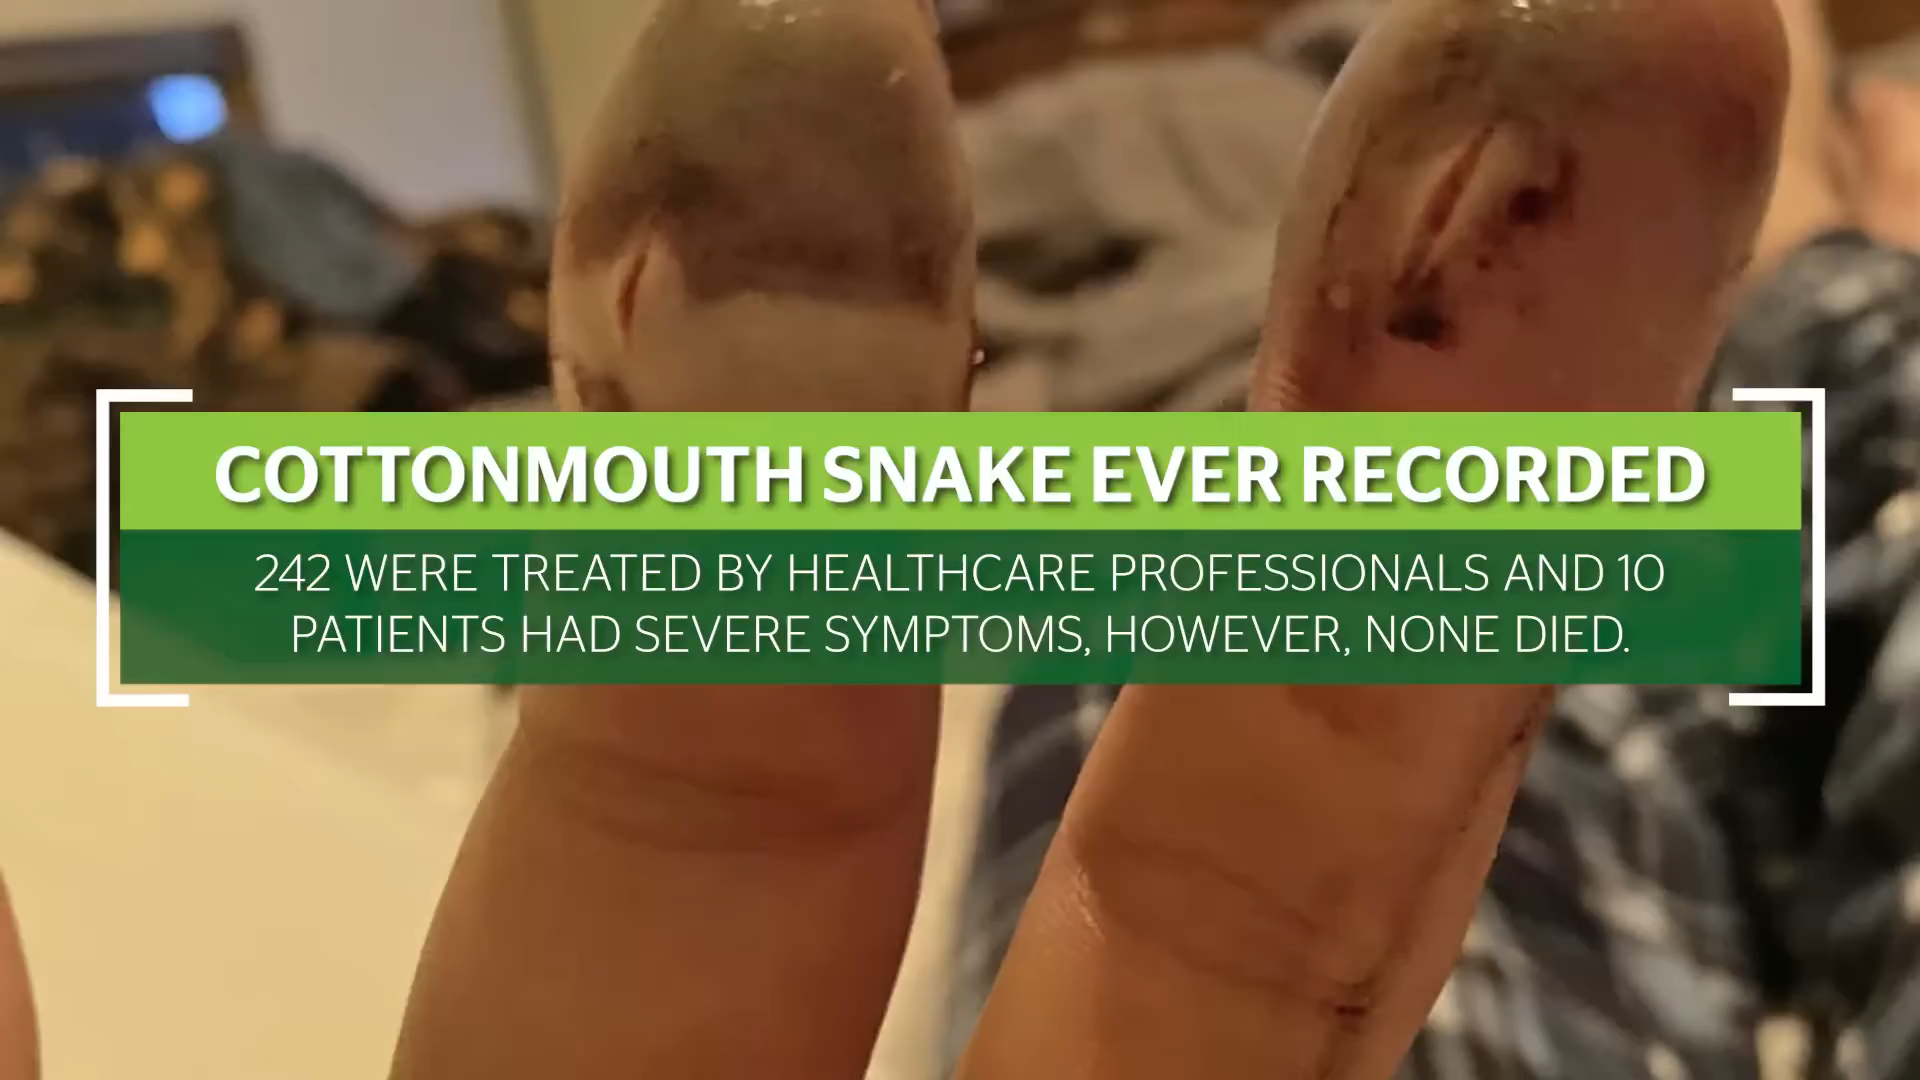 COTTONMOUTH SNAKE EVER RECORDED
242 WERE TREATED BY HEALTHCARE PROFESSIONALS AND 10
PATIENTS HAD SEVERE SYMPTOMS, HOWEVER, NONE DIED.